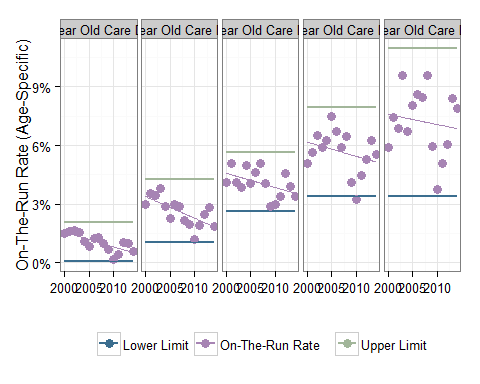 ear Old Care D ear Old Care ear Old Care ear Old Care ear Old Care
On-The-Run Rate (Age-Specific)
9%
6%
3%
0%
2000 2005 2010 2000 2005 2010 2000 2005 2010 2000 2005 2010 2000 2005 2010
Lower Limit On-The-Run Rate Upper Limit